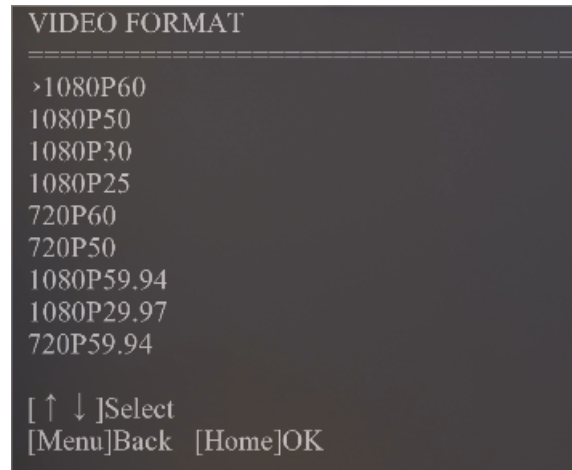 VIDEO FORMAT
====================================
›1080P60
1080P50
1080P30
1080P25
720P60
720P50
1080P59.94
1080P29.97
720P59.94
[ ↑ ↓ ]Select
[Menu]Back [Home]OK